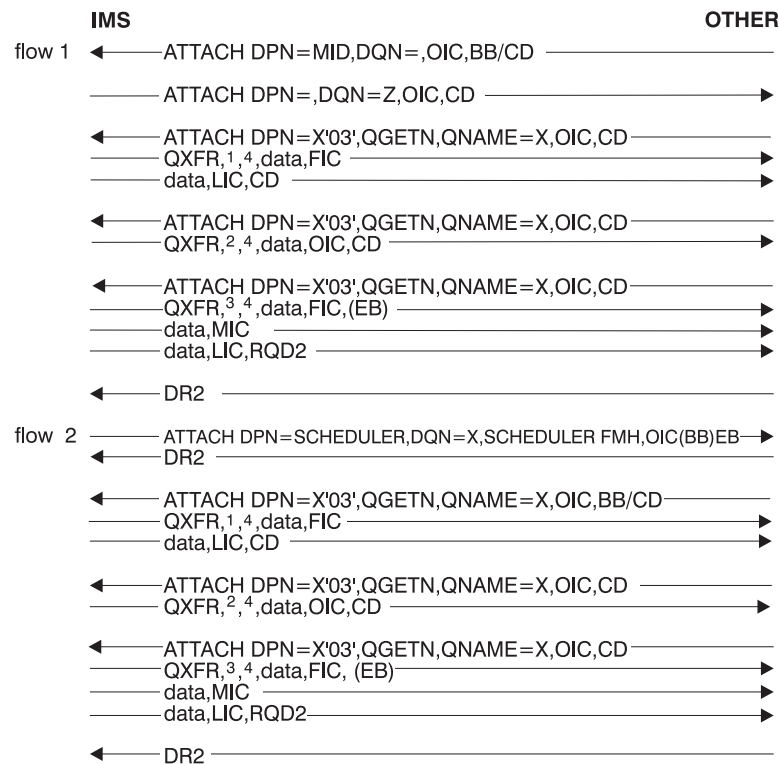 IMS OTHER
flow 1 ATTACH DPN=MID,DQN=,OIC,BB/CD
ATTACH DPN=,DQN=Z,OIC,CD
ATTACH DPN=X'03',QGETN,QNAME=X,OIC,CD
QXFR,1,4,data,FIC
data,LIC,CD
ATTACH DPN=X'03',QGETN,QNAME=X,OIC,CD
QXFR,2,4,data,OIC,CD
ATTACH DPN=X'03',QGETN,QNAME=X,OIC,CD
QXFR,3,4,data,FIC,(EB)
data,MIC
data,LIC,RQD2
DR2
flow 2 ATTACH DPN=SCHEDULER,DQN=X,SCHEDULER FMH,OIC(BB)EB
DR2
ATTACH DPN=X'03',QGETN,QNAME=X,OIC,BB/CD
QXFR,1,4,data,FIC
data,LIC,CD
ATTACH DPN=X'03',QGETN,QNAME=X,OIC,CD
QXFR,2,4,data,OIC,CD
ATTACH DPN=X'03',QGETN,QNAME=X,OIC,CD
QXFR,3,4,data,FIC, (EB)
data,MIC
data,LIC,RQD2
DR2